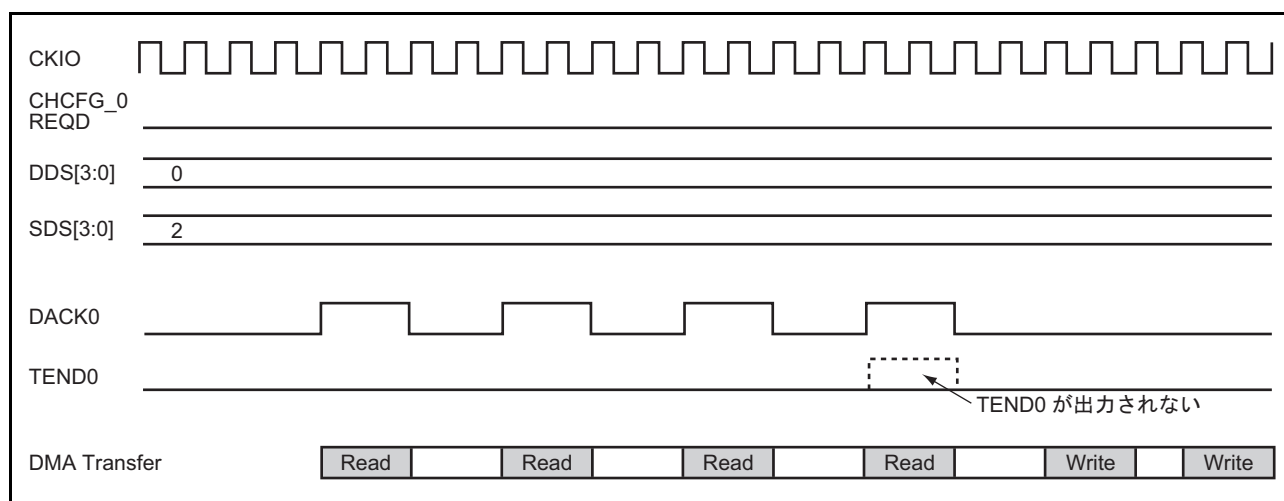 CKIO
CHCFG_0
REQD
DDS[3:0] 0
SDS[3:0] 2
DACK0
TEND0
TEND0 が出力されない
DMA Transfer Read Read Read Read Write Write